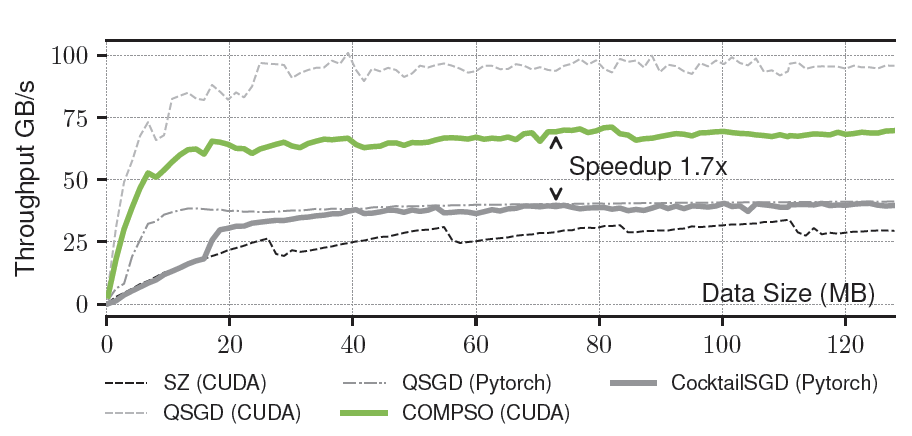 Throughput GB/s
100
75
50
25
0
Speedup 1.7x
Data Size (MB)
0 20 40 60 80 100 120
SZ (CUDA) QSGD (Pytorch) CocktailSGD (Pytorch)
QSGD (CUDA) COMPSO (CUDA)